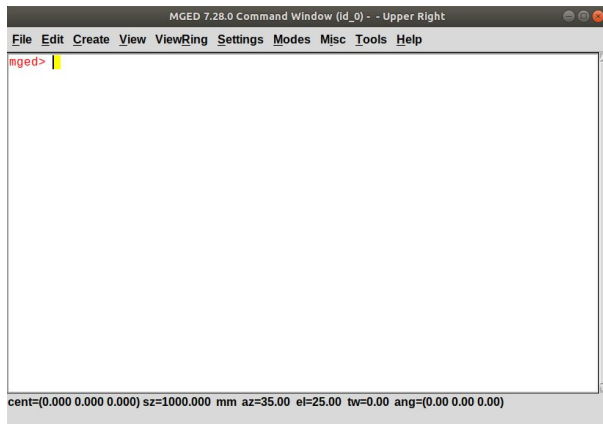 MGED 7.28.0 Command Window (id_0) - - Upper Right
File Edit Create View ViewRing Settings Modes Misc Tools Help
mged>
cent=(0.000 0.000 0.000) sz=1000.000 mm az=35.00 el=25.00 tw=0.00 ang=(0.00 0.00 0.00)